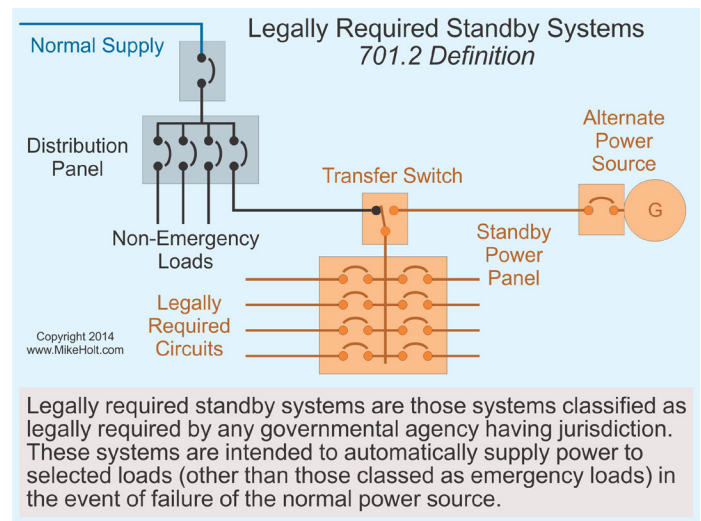 Legally Required Standby Systems
701.2 Definition
Normal Supply
Distribution
Panel
Non-Emergency
Loads
Transfer Switch
Alternate
Power
Source
G
Standby
Power
Panel
Legally
Required
Circuits
Copyright 2014
www.MikeHolt.com
Legally required standby systems are those systems classified as
legally required by any governmental agency having jurisdiction.
These systems are intended to automatically supply power to
selected loads (other than those classed as emergency loads) in
the event of failure of the normal power source.